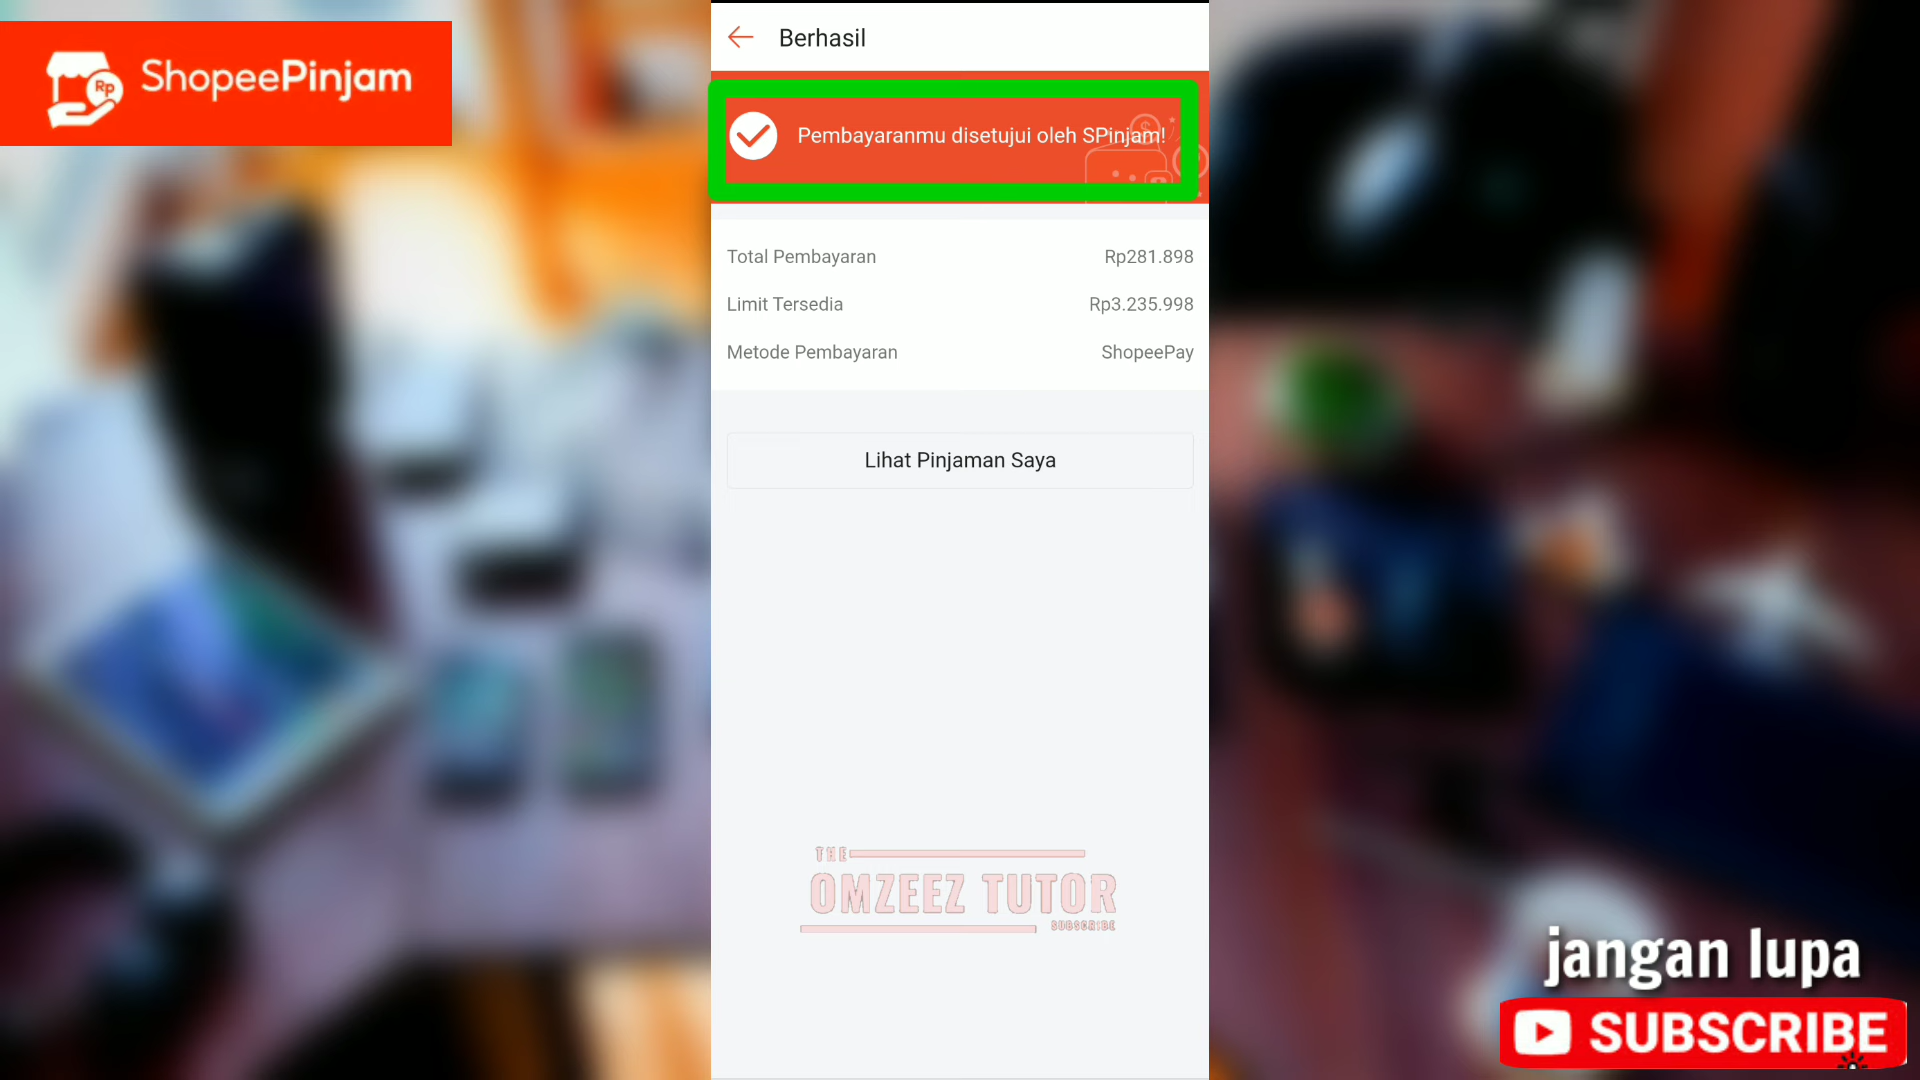 ShopeePinjam
Rp
Berhasil
Pembayaranmu disetujui oleh SPinjam!
Total Pembayaran Rp281.898
Limit Tersedia Rp3.235.998
Metode Pembayaran ShopeePay
Lihat Pinjaman Saya
THE
OMZEEZ TUTOR
SUBSCRIBE
jangan lupa
SUBSCRIBE